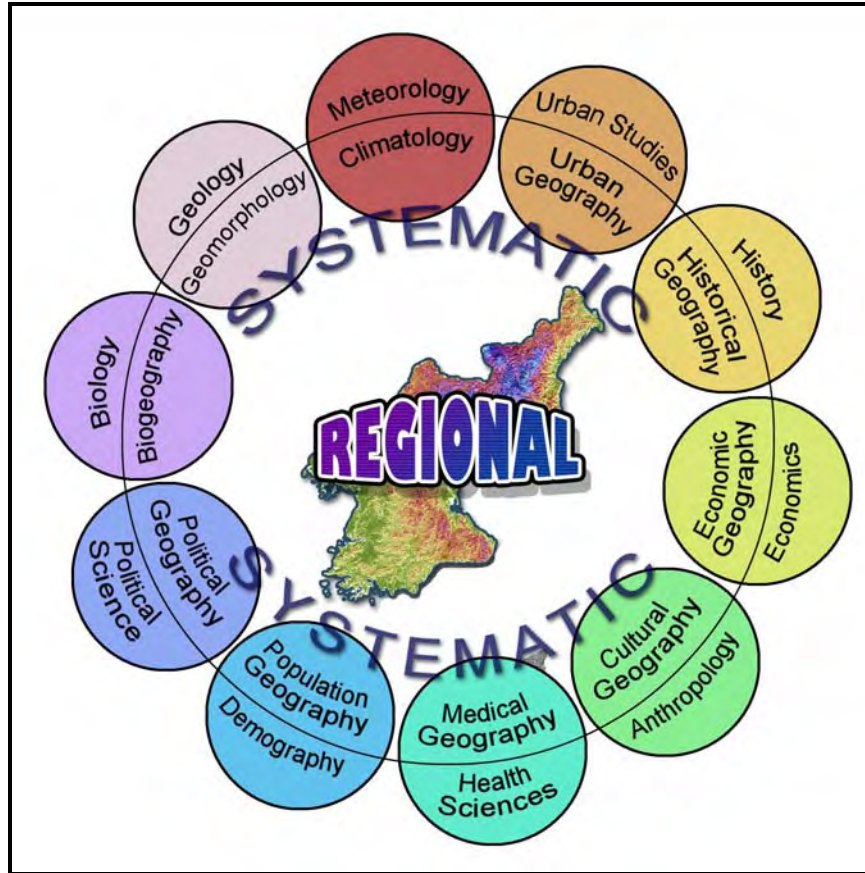 Meteorology
Climatology
Urban Studies
Urban
Geography
History
Historical
Geography
Economic
Geography
Economics
Cultural
Geography
Anthropology
Medical
Geography
Health
Sciences
Population
Geography
Demography
Political
Geography
Political
Science
Biology
Biogeography
Geology
Geomorphology
SYSTEMATIC
REGIONAL
SYSTEMATIC